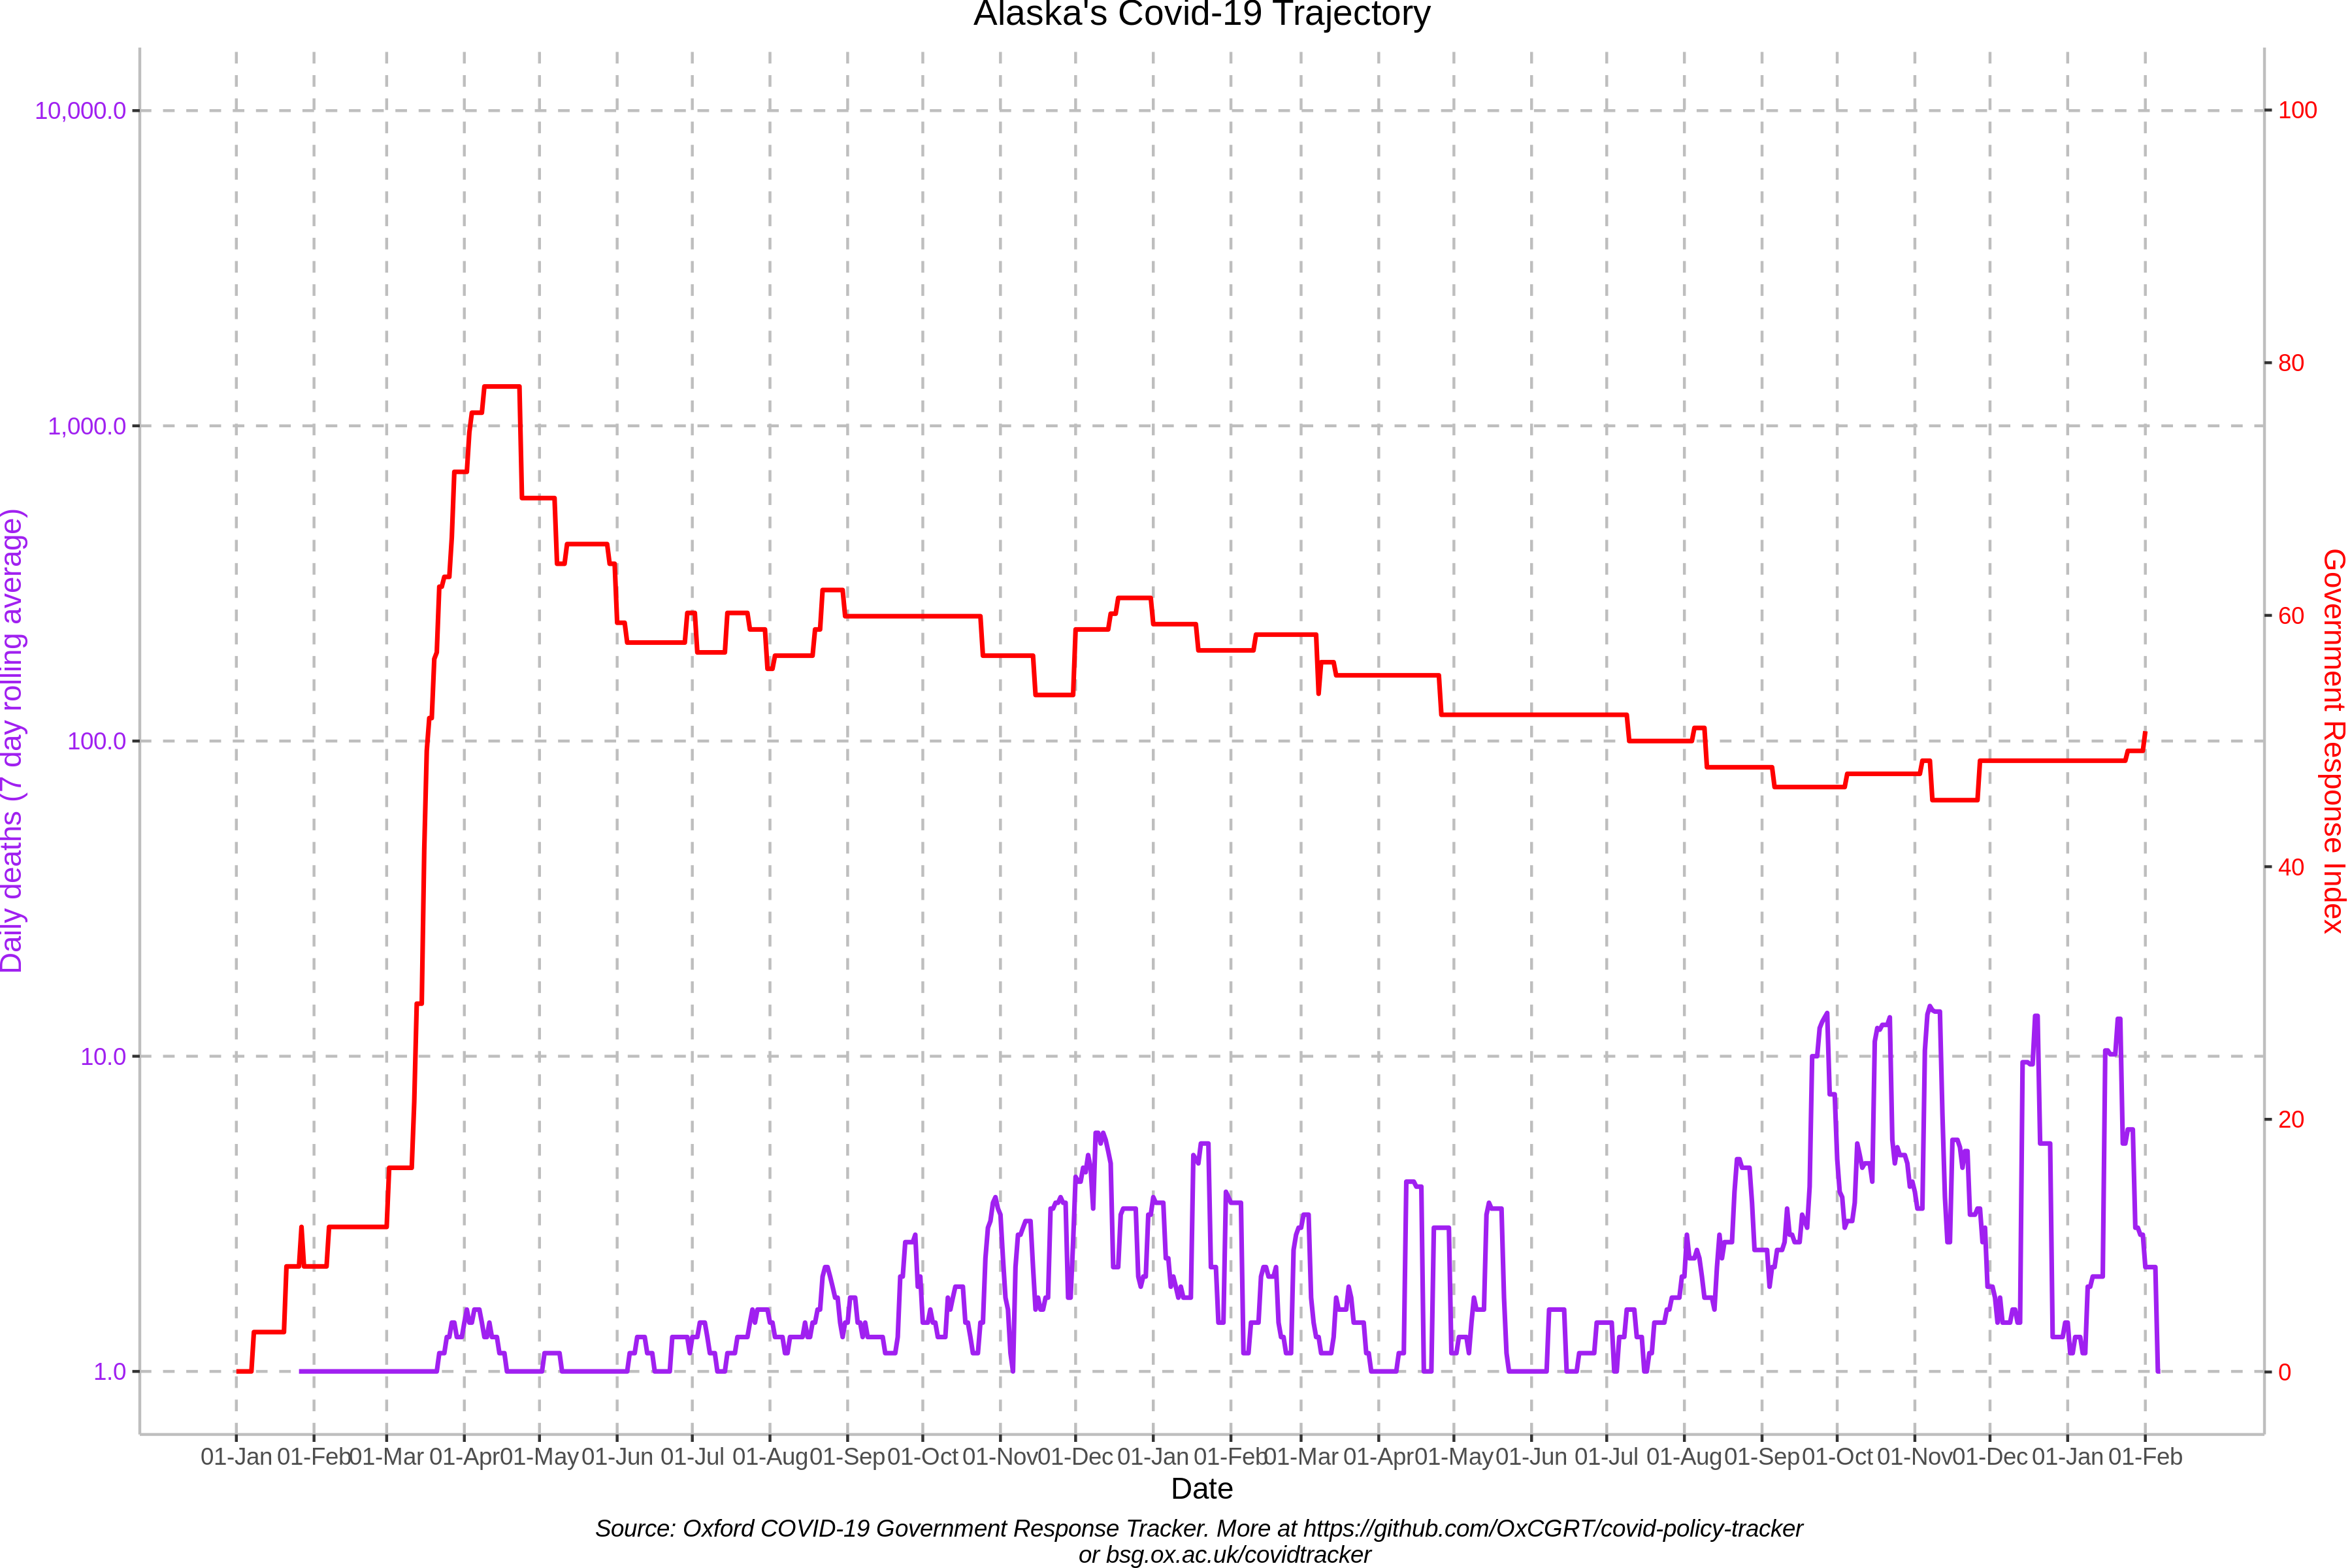 Alaska's Covid-19 Trajectory
10,000.0
1,000.0
100.0
10.0
1.0
Daily deaths (7 day rolling average)
100
80
60
40
20
0
Government Response Index
01-Jan 01-Feb 01-Mar 01-Apr 01-May 01-Jun 01-Jul 01-Aug 01-Sep 01-Oct 01-Nov 01-Dec 01-Jan 01-Feb 01-Mar 01-Apr 01-May 01-Jun 01-Jul 01-Aug 01-Sep 01-Oct 01-Nov 01-Dec 01-Jan 01-Feb
Date
Source: Oxford COVID-19 Government Response Tracker. More at https://github.com/OxCGRT/covid-policy-tracker
or bsg.ox.ac.uk/covidtracker